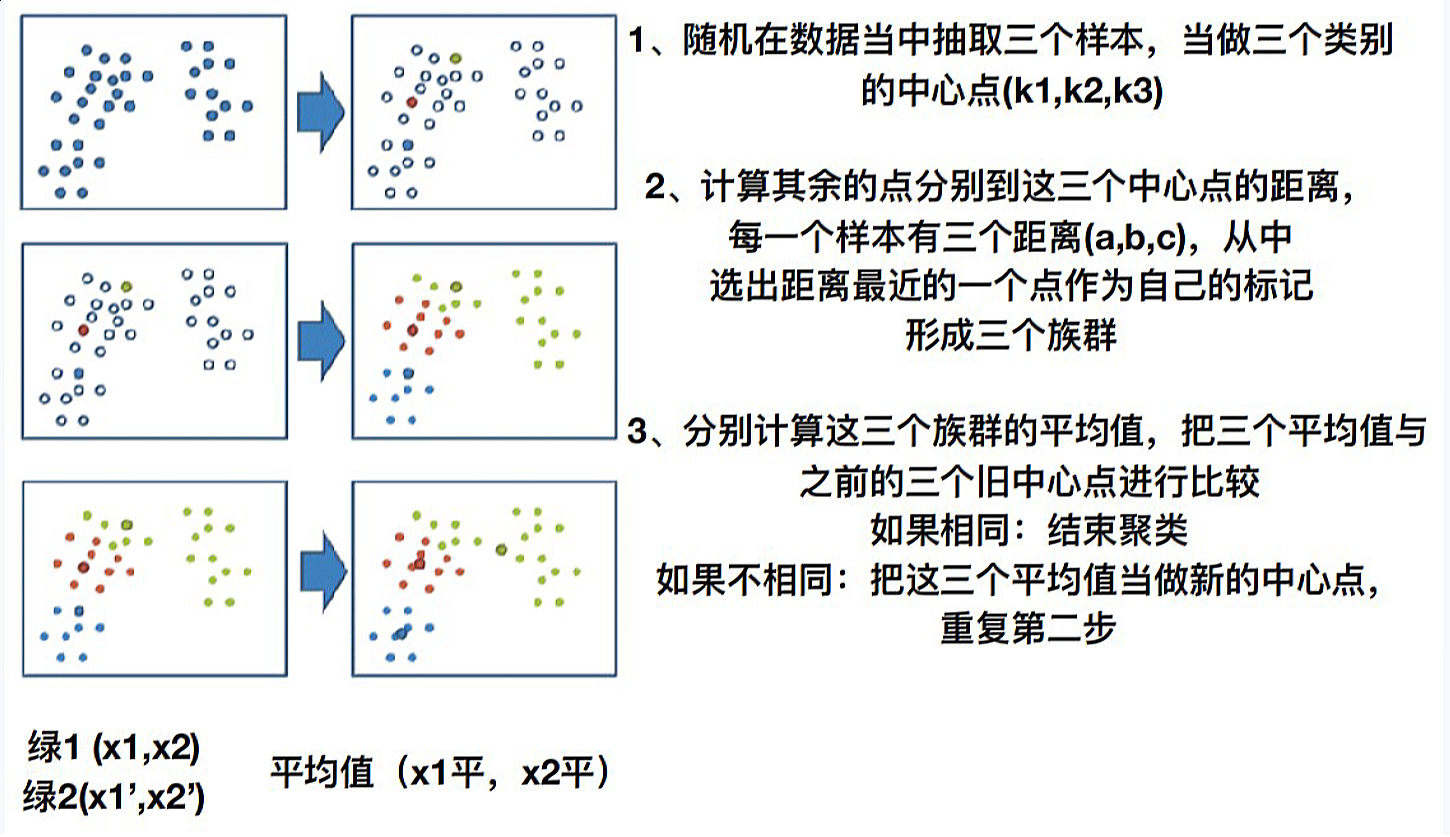 1、随机在数据当中抽取三个样本，当做三个类别
的中心点(k1,k2,k3)
2、计算其余的点分别到这三个中心点的距离，
每一个样本有三个距离(a,b,c)，从中
选出距离最近的一个点作为自己的标记
形成三个族群
3、分别计算这三个族群的平均值，把三个平均值与
之前的三个旧中心点进行比较
如果相同：结束聚类
如果不相同：把这三个平均值当做新的中心点，
重复第二步
绿1 (x1,x2)
绿2(x1’,x2’)
平均值（x1平，x2平）